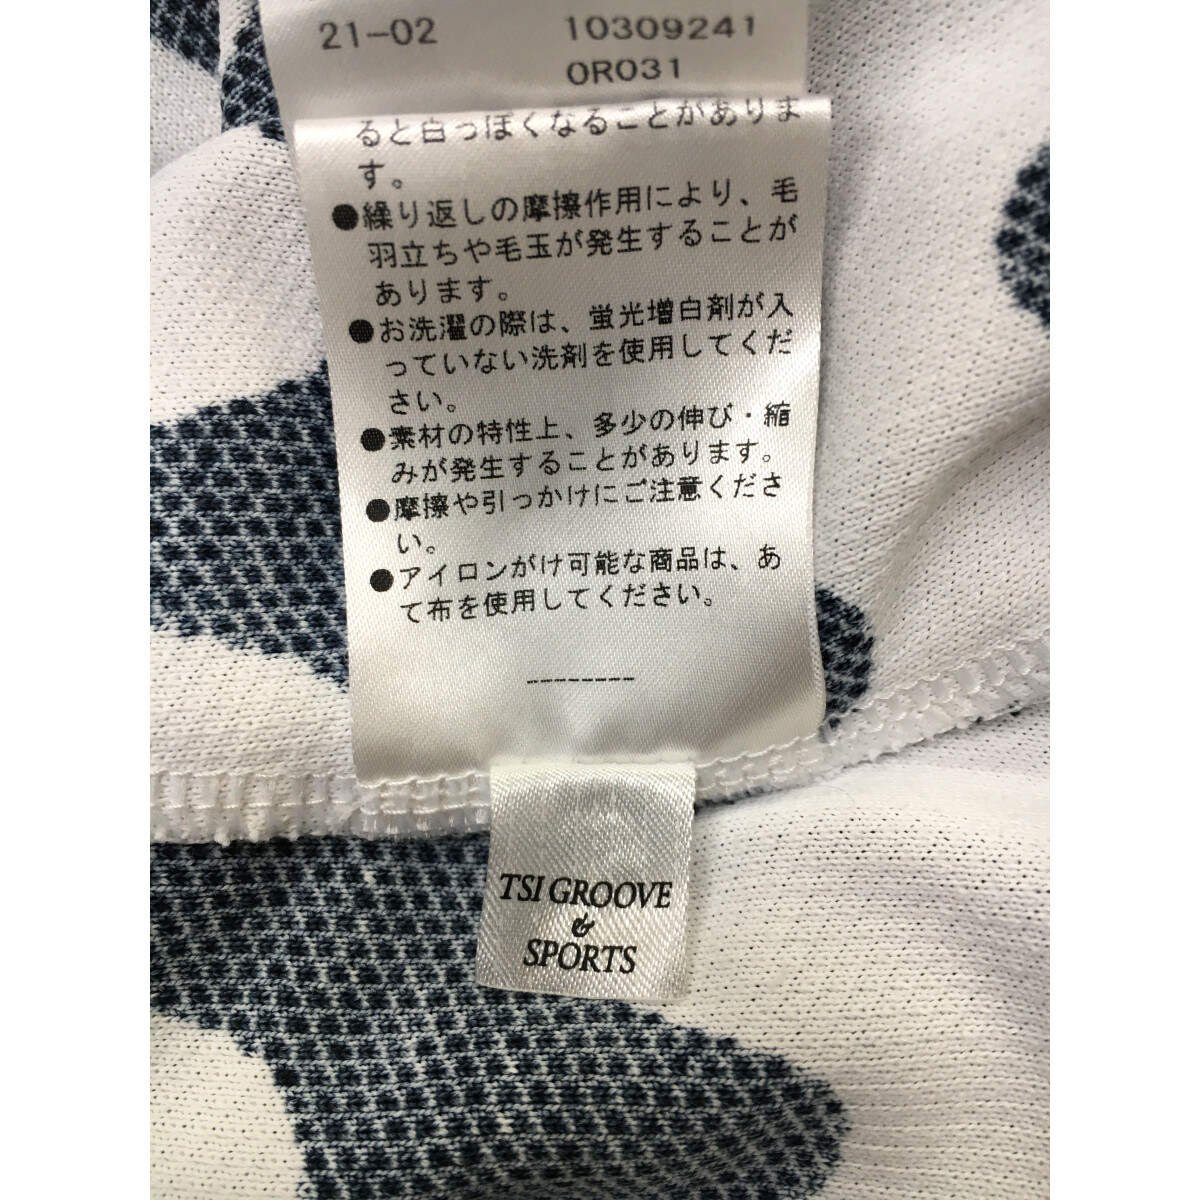 21-02 10309241
0R031
ると白っぽくなることがありま
す。
●繰り返しの摩擦作用により、毛
羽立ちや毛玉が発生することが
あります。
●お洗濯の際は、蛍光増白剤が入
っていない洗剤を使用してくだ
さい。
●素材の特性上、多少の伸び・縮
みが発生することがあります。
●摩擦や引っかけにご注意くださ
い。
●アイロンがけ可能な商品は、あ
て布を使用してください。
--------
TSI GROOVE
&
SPORTS